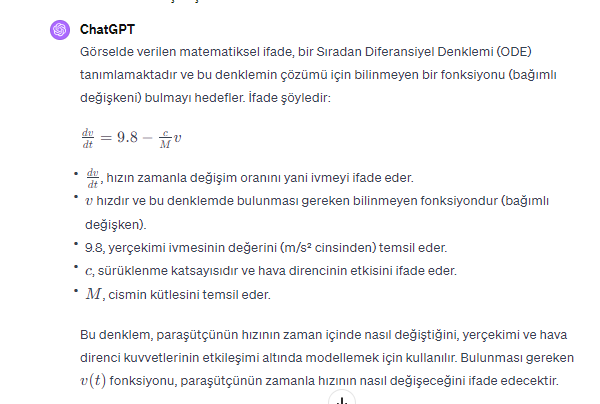 ChatGPT
Görselde verilen matematiksel ifade, bir Sıradan Diferansiyel Denklemi (ODE)
tanımlamaktadır ve bu denklemin çözümü için bilinmeyen bir fonksiyonu (bağımlı
değişkeni) bulmayı hedefler. İfade şöyledir:
dv/dt = 9.8 − c/M v
• dv/dt, hızın zamanla değişim oranını yani ivmeyi ifade eder.
• v hızdır ve bu denklemde bulunması gereken bilinmeyen fonksiyondur (bağımlı
değişken).
• 9.8, yerçekimi ivmesinin değerini (m/s² cinsinden) temsil eder.
• c, sürüklenme katsayısıdır ve hava direncinin etkisini ifade eder.
• M, cismin kütlesini temsil eder.
Bu denklem, paraşütçünün hızının zaman içinde nasıl değiştiğini, yerçekimi ve hava
direnci kuvvetlerinin etkileşimi altında modellemek için kullanılır. Bulunması gereken
v(t) fonksiyonu, paraşütçünün zamanla hızının nasıl değişeceğini ifade edecektir.